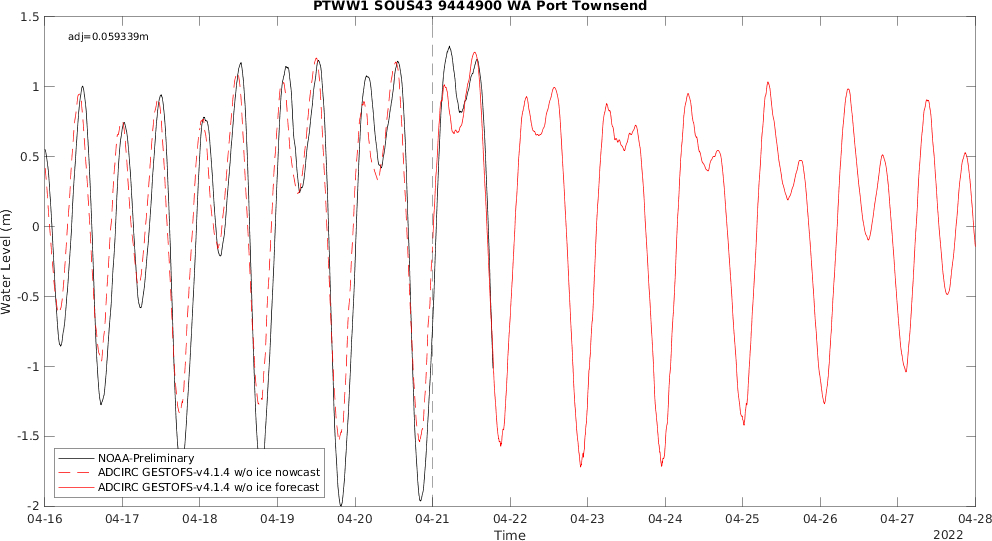 PTWW1 SOUS43 9444900 WA Port Townsend
adj=0.059339m
1.5
1
0.5
0
-0.5
-1
-1.5
-2
Water Level (m)
NOAA-Preliminary
ADCIRC GESTOFS-v4.1.4 w/o ice nowcast
ADCIRC GESTOFS-v4.1.4 w/o ice forecast
04-16 04-17 04-18 04-19 04-20 04-21 04-22 04-23 04-24 04-25 04-26 04-27 04-28
Time
2022